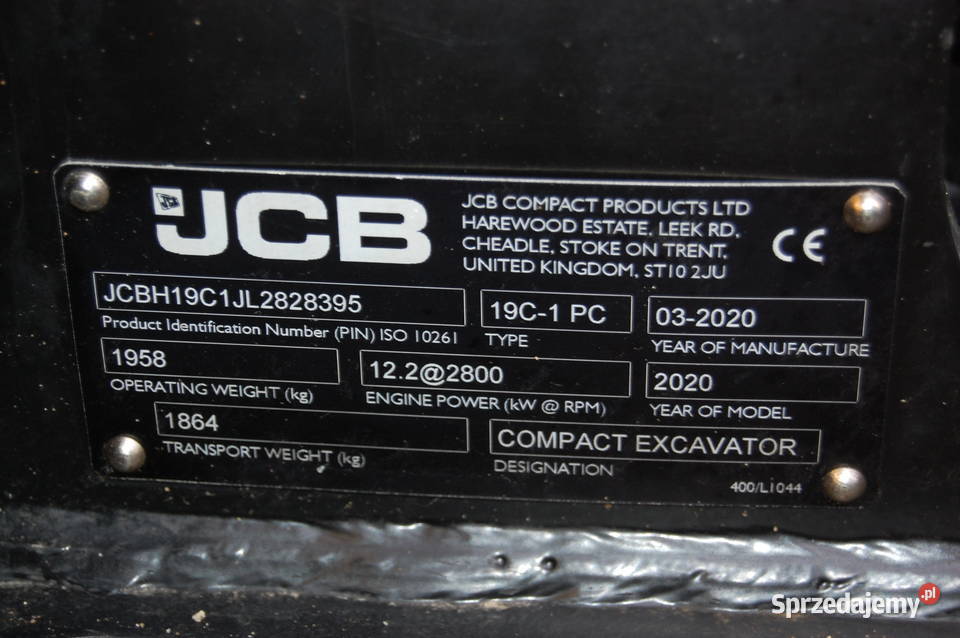 JCB
JCB COMPACT PRODUCTS LTD
HAREWOOD ESTATE, LEEK RD,
CHEADLE, STOKE ON TRENT,
UNITED KINGDOM, ST10 2JU
CE
JCBH19C1JL2828395
Product Identification Number (PIN) ISO 10261
19C-1 PC
TYPE
03-2020
YEAR OF MANUFACTURE
1958
OPERATING WEIGHT (kg)
12.2@2800
ENGINE POWER (kW @ RPM)
2020
YEAR OF MODEL
1864
TRANSPORT WEIGHT (kg)
COMPACT EXCAVATOR
DESIGNATION
400/L1044
Sprzedajemy.pl